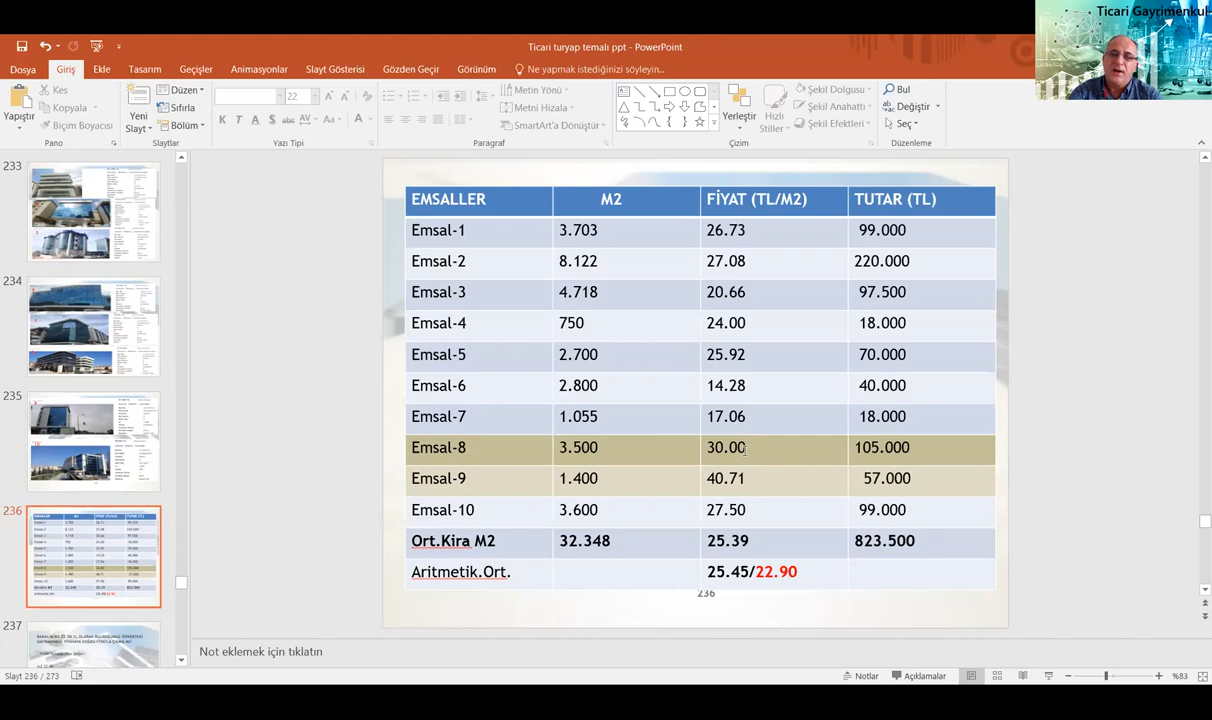 Ticari Gayrimenkul
Ticari turyap temalı ppt - PowerPoint
Dosya Giriş Ekle Tasarım Geçişler Animasyonlar Slayt Gösterisi Gözden Geçir Görünüm Ne yapmak istediğinizi söyleyin...
Yapıştır
Kes
Kopyala
Biçim Boyacısı
Pano
Yeni
Slayt
Düzen
Sıfırla
Bölüm
Slaytlar
22
Yazı Tipi
Metin Yönü
Metni Hizala
SmartArt'a Dönüştür
Paragraf
Yerleştir
Hızlı
Stiller
Şekil Dolgusu
Şekil Anahattı
Şekil Efektleri
Çizim
Bul
Değiştir
Seç
Düzenleme
233
234
235
236
237
EMSALLER M2 FİYAT (TL/M2) TUTAR (TL)
Emsal-1 3.703 26.73 99.000
Emsal-2 8.122 27.08 220.000
Emsal-3 4.718 20.66 97.500
Emsal-4 750 24.00 18.000
Emsal-5 2.700 25.92 70.000
Emsal-6 2.800 14.28 40.000
Emsal-7 1.055 17.06 18.000
Emsal-8 3.500 30.00 105.000
Emsal-9 1.400 40.71 57.000
Emsal-10 3.600 27.50 99.000
Ort.Kira M2 32.348 25.39 823.500
Aritmetik.Ort. 25.45/22.90
236
Not eklemek için tıklatın
Slayt 236 / 273
Notlar Açıklamalar %83